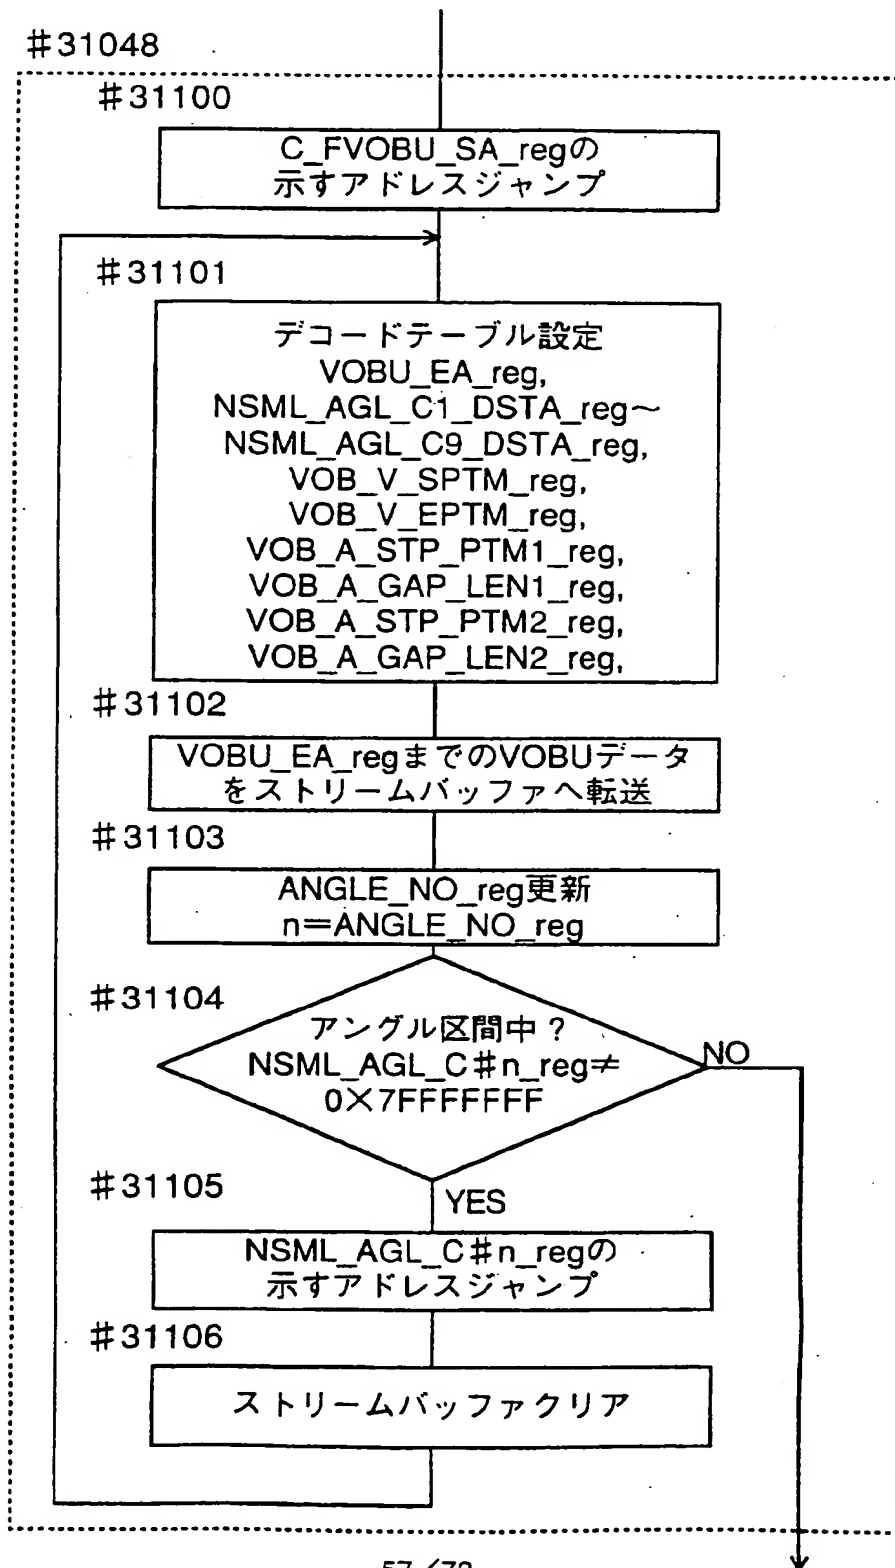 #31048
#31100
C_FVOBU_SA_regの
示すアドレスジャンプ
#31101
デコードテーブル設定
VOBU_EA_reg,
NSML_AGL_C1_DSTA_reg~
NSML_AGL_C9_DSTA_reg,
VOB_V_SPTM_reg,
VOB_V_EPTM_reg,
VOB_A_STP_PTM1_reg,
VOB_A_GAP_LEN1_reg,
VOB_A_STP_PTM2_reg,
VOB_A_GAP_LEN2_reg,
#31102
VOBU_EA_regまでのVOBUデータ
をストリームバッファへ転送
#31103
ANGLE_NO_reg更新
n=ANGLE_NO_reg
#31104
アングル区間中?
NSML_AGL_C#n_reg≠
0×7FFFFFFF
NO
#31105
YES
NSML_AGL_C#n_regの
示すアドレスジャンプ
#31106
ストリームバッファクリア